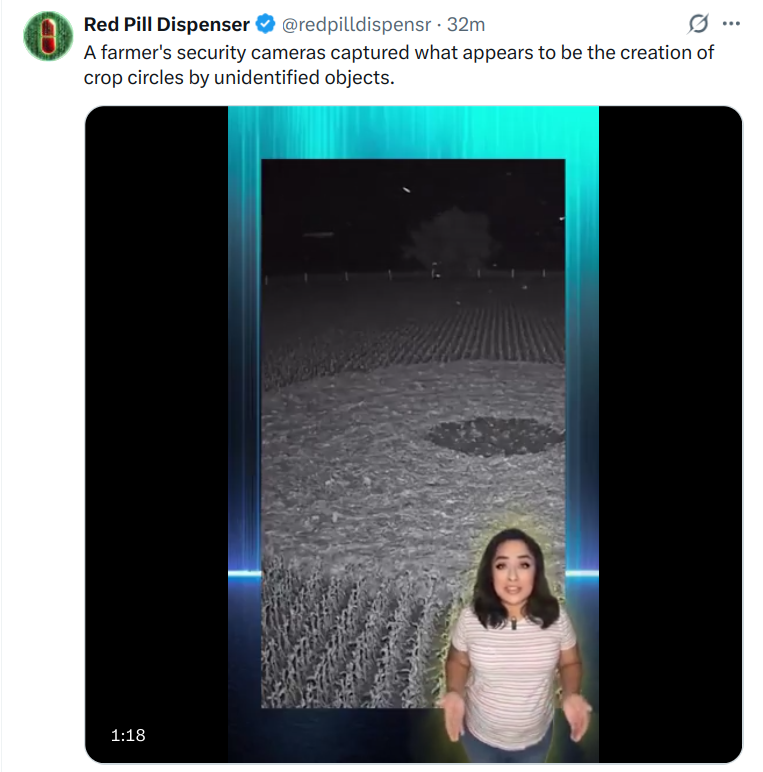 Red Pill Dispenser @redpilldispensr · 32m
A farmer's security cameras captured what appears to be the creation of
crop circles by unidentified objects.
1:18